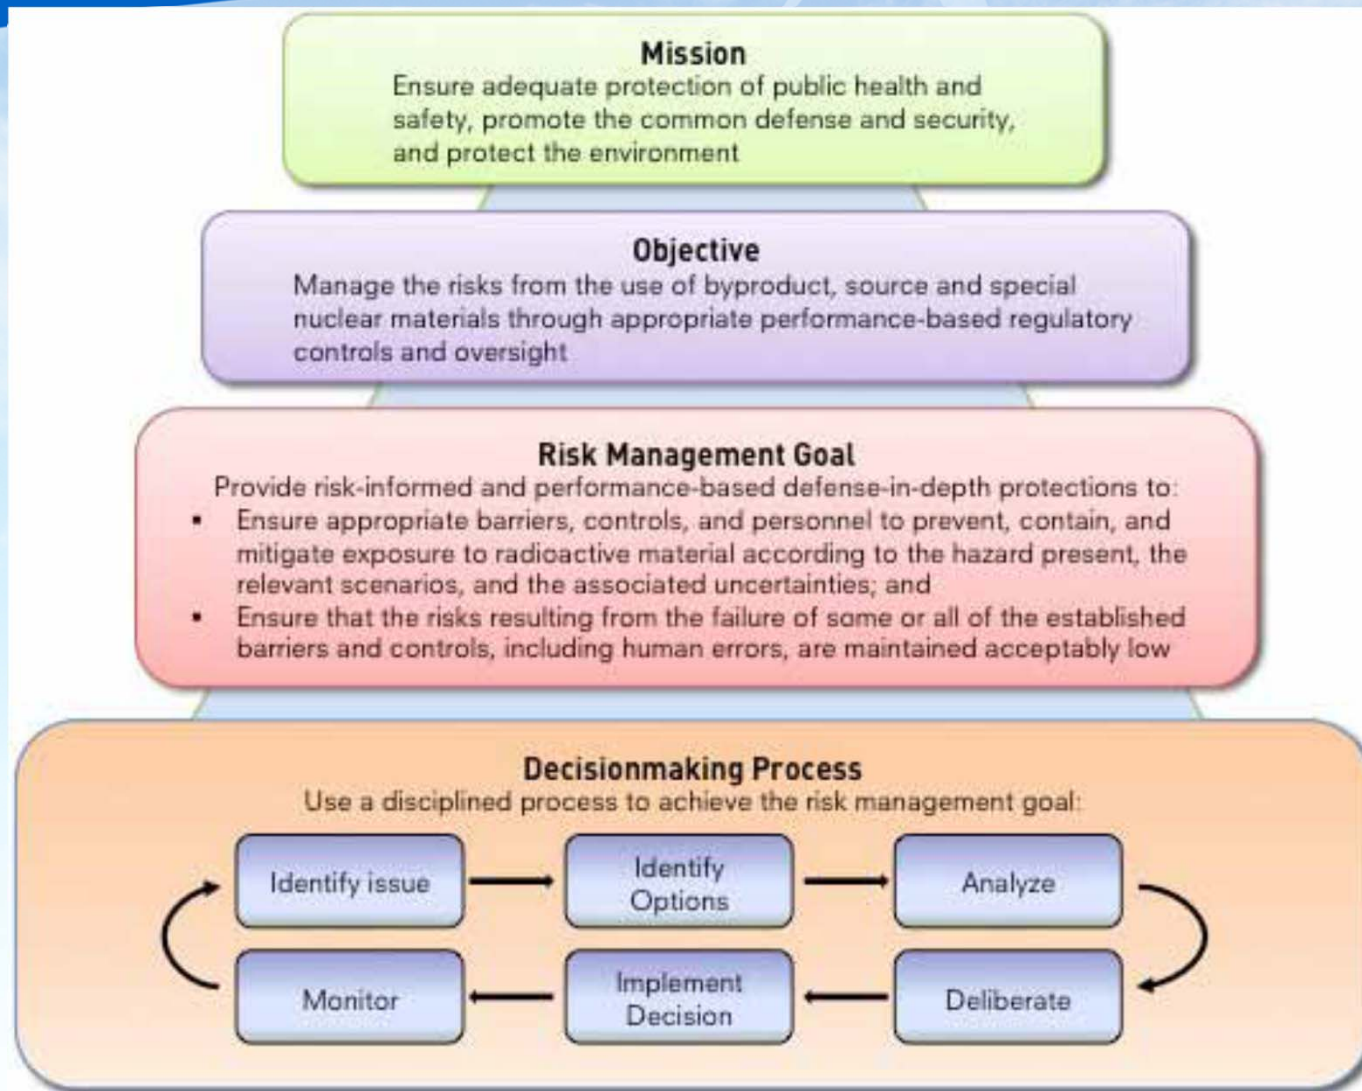 Mission
Ensure adequate protection of public health and
safety, promote the common defense and security,
and protect the environment
Objective
Manage the risks from the use of byproduct, source and special
nuclear materials through appropriate performance-based regulatory
controls and oversight
Risk Management Goal
Provide risk-informed and performance-based defense-in-depth protections to:
▪ Ensure appropriate barriers, controls, and personnel to prevent, contain, and
mitigate exposure to radioactive material according to the hazard present, the
relevant scenarios, and the associated uncertainties; and
▪ Ensure that the risks resulting from the failure of some or all of the established
barriers and controls, including human errors, are maintained acceptably low
Decisionmaking Process
Use a disciplined process to achieve the risk management goal:
Identify issue
Identify
Options
Analyze
Monitor
Implement
Decision
Deliberate